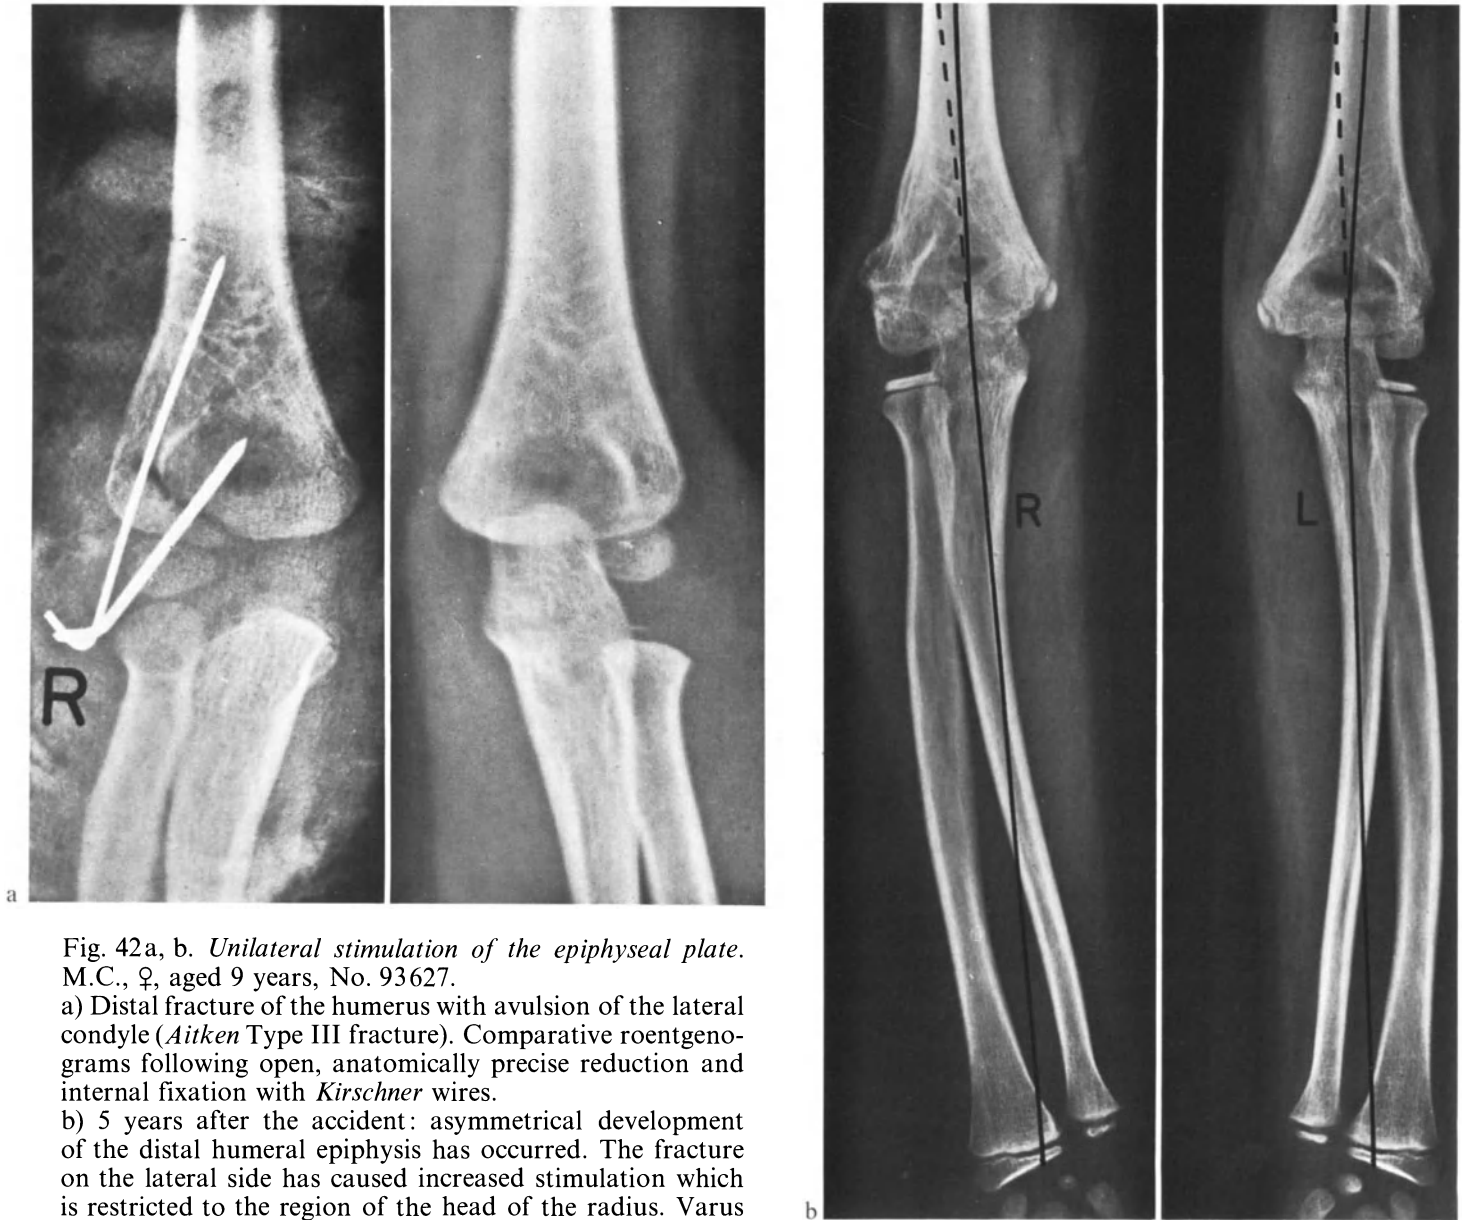 R
R
L
a
Fig. 42a, b. Unilateral stimulation of the epiphyseal plate.
M.C., ♀, aged 9 years, No. 93627.
a) Distal fracture of the humerus with avulsion of the lateral
condyle (Aitken Type III fracture). Comparative roentgeno-
grams following open, anatomically precise reduction and
internal fixation with Kirschner wires.
b) 5 years after the accident: asymmetrical development
of the distal humeral epiphysis has occurred. The fracture
on the lateral side has caused increased stimulation which
is restricted to the region of the head of the radius. Varus
b